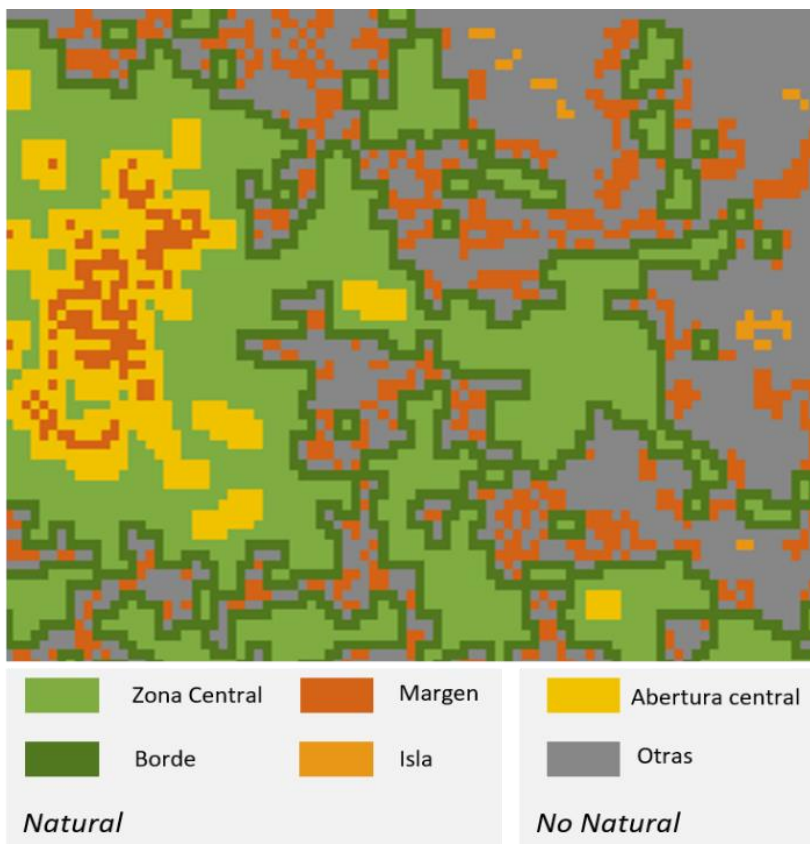 Zona Central
Margen
Abertura central
Borde
Isla
Otras
Natural
No Natural